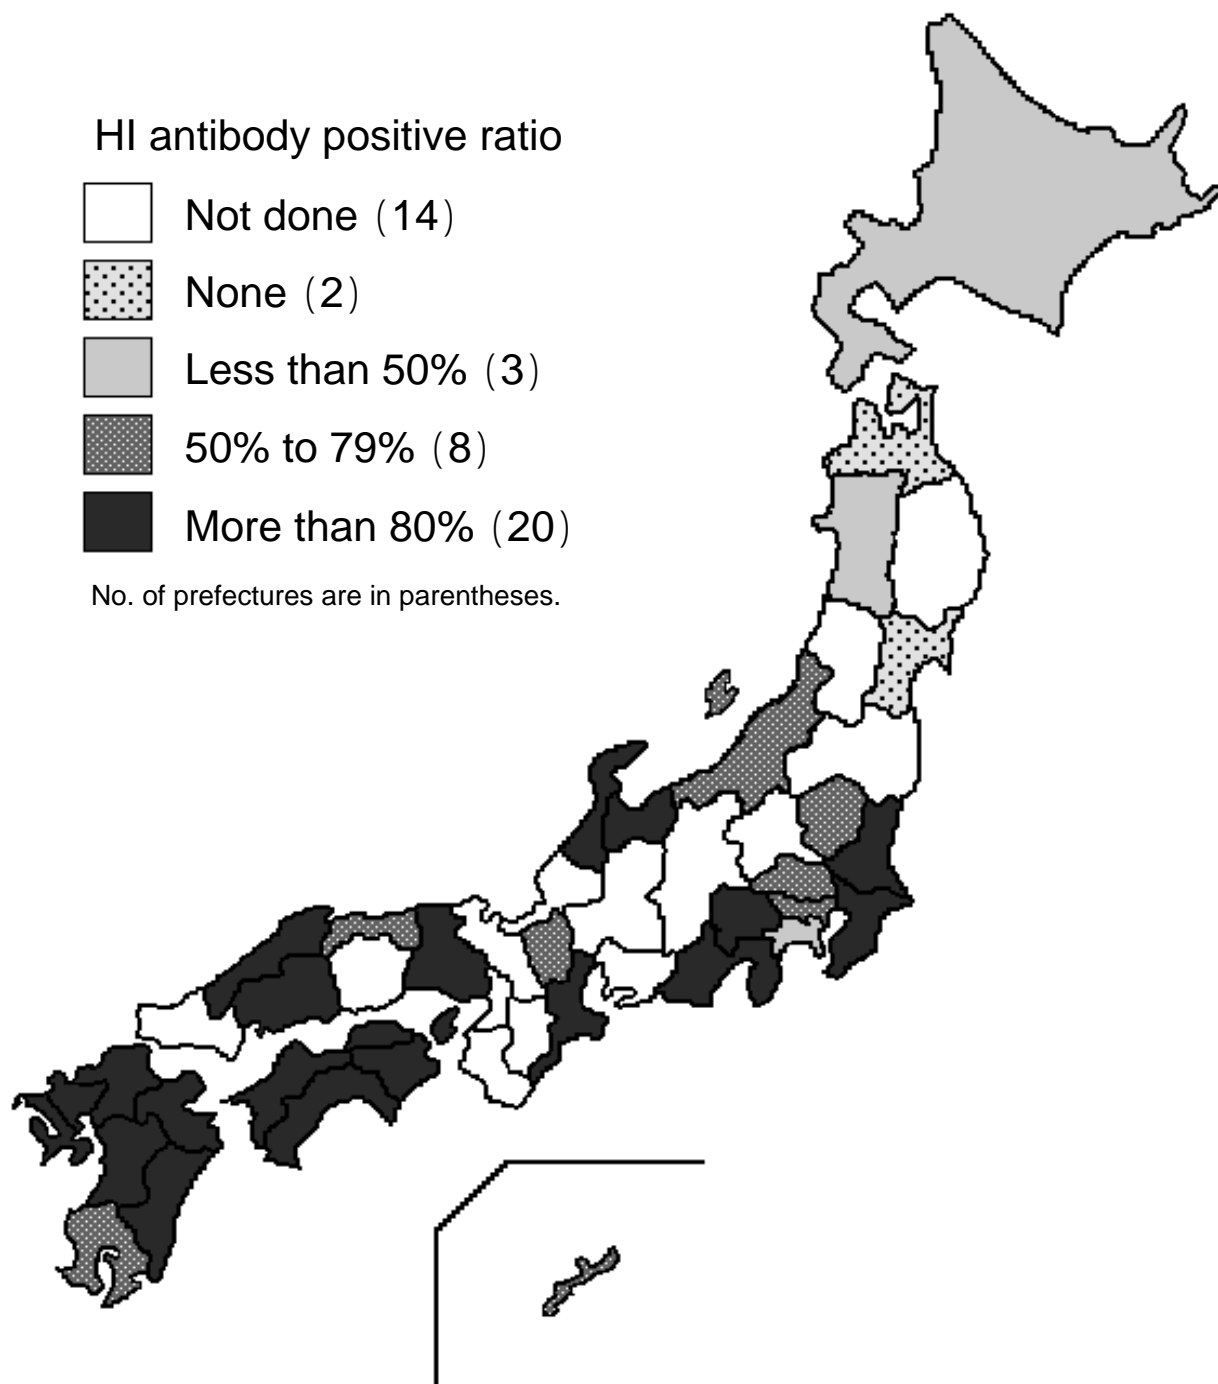 HI antibody positive ratio
Not done (14)
None (2)
Less than 50% (3)
50% to 79% (8)
More than 80% (20)
No. of prefectures are in parentheses.